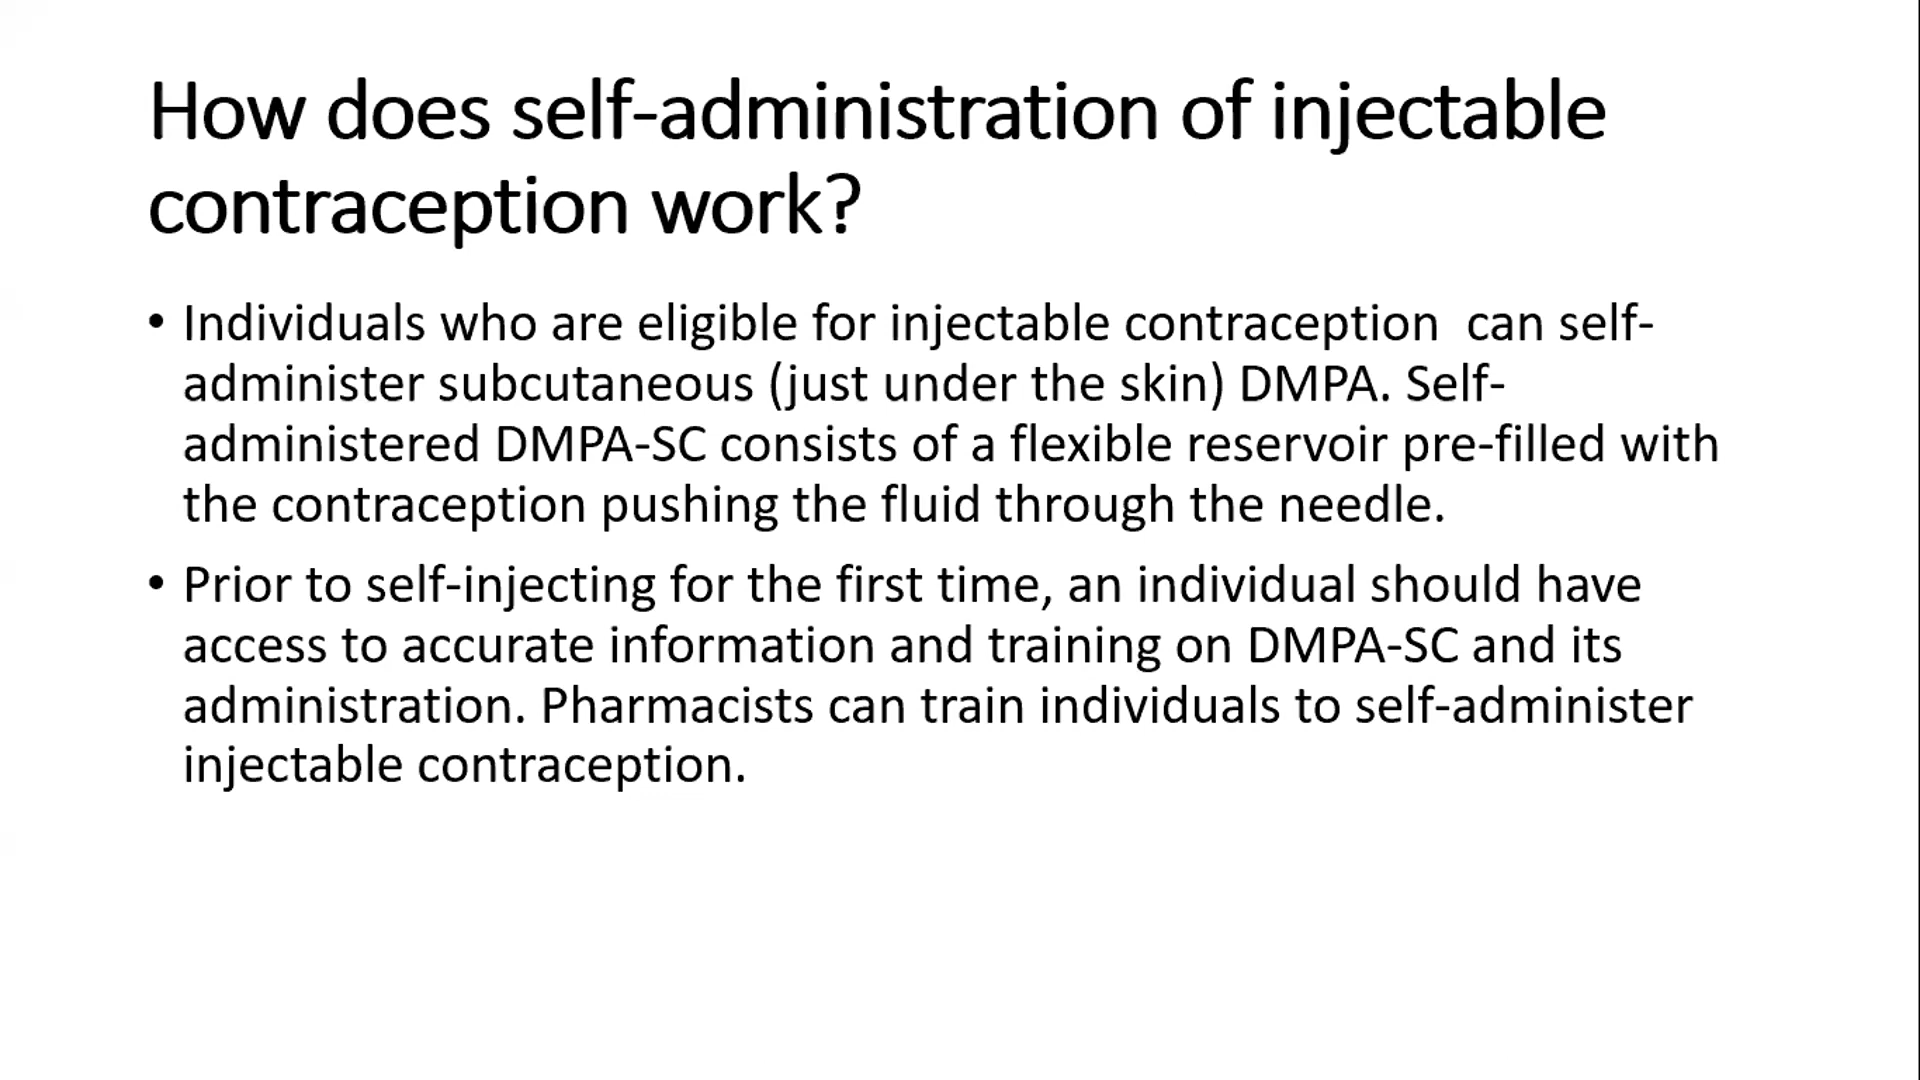 How does self-administration of injectable
contraception work?
• Individuals who are eligible for injectable contraception  can self-
administer subcutaneous (just under the skin) DMPA. Self-
administered DMPA-SC consists of a flexible reservoir pre-filled with
the contraception pushing the fluid through the needle.
• Prior to self-injecting for the first time, an individual should have
access to accurate information and training on DMPA-SC and its
administration. Pharmacists can train individuals to self-administer
injectable contraception.